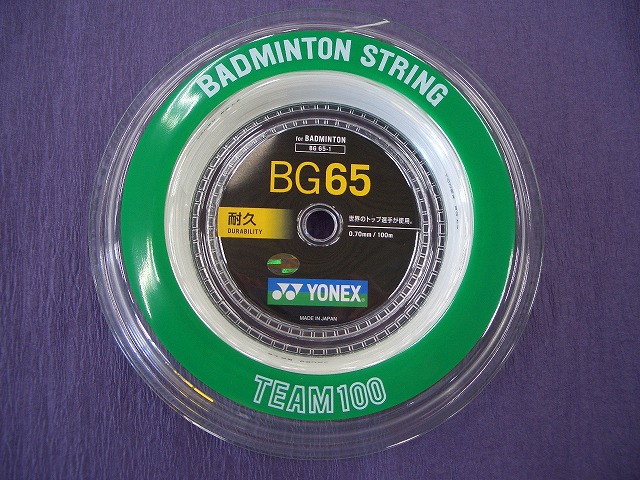 BADMINTON STRING
for BADMINTON
BG 65-1
BG65
耐久
DURABILITY
世界のトップ選手が使用。
0.70mm / 100m
YONEX
MADE IN JAPAN
TEAM100